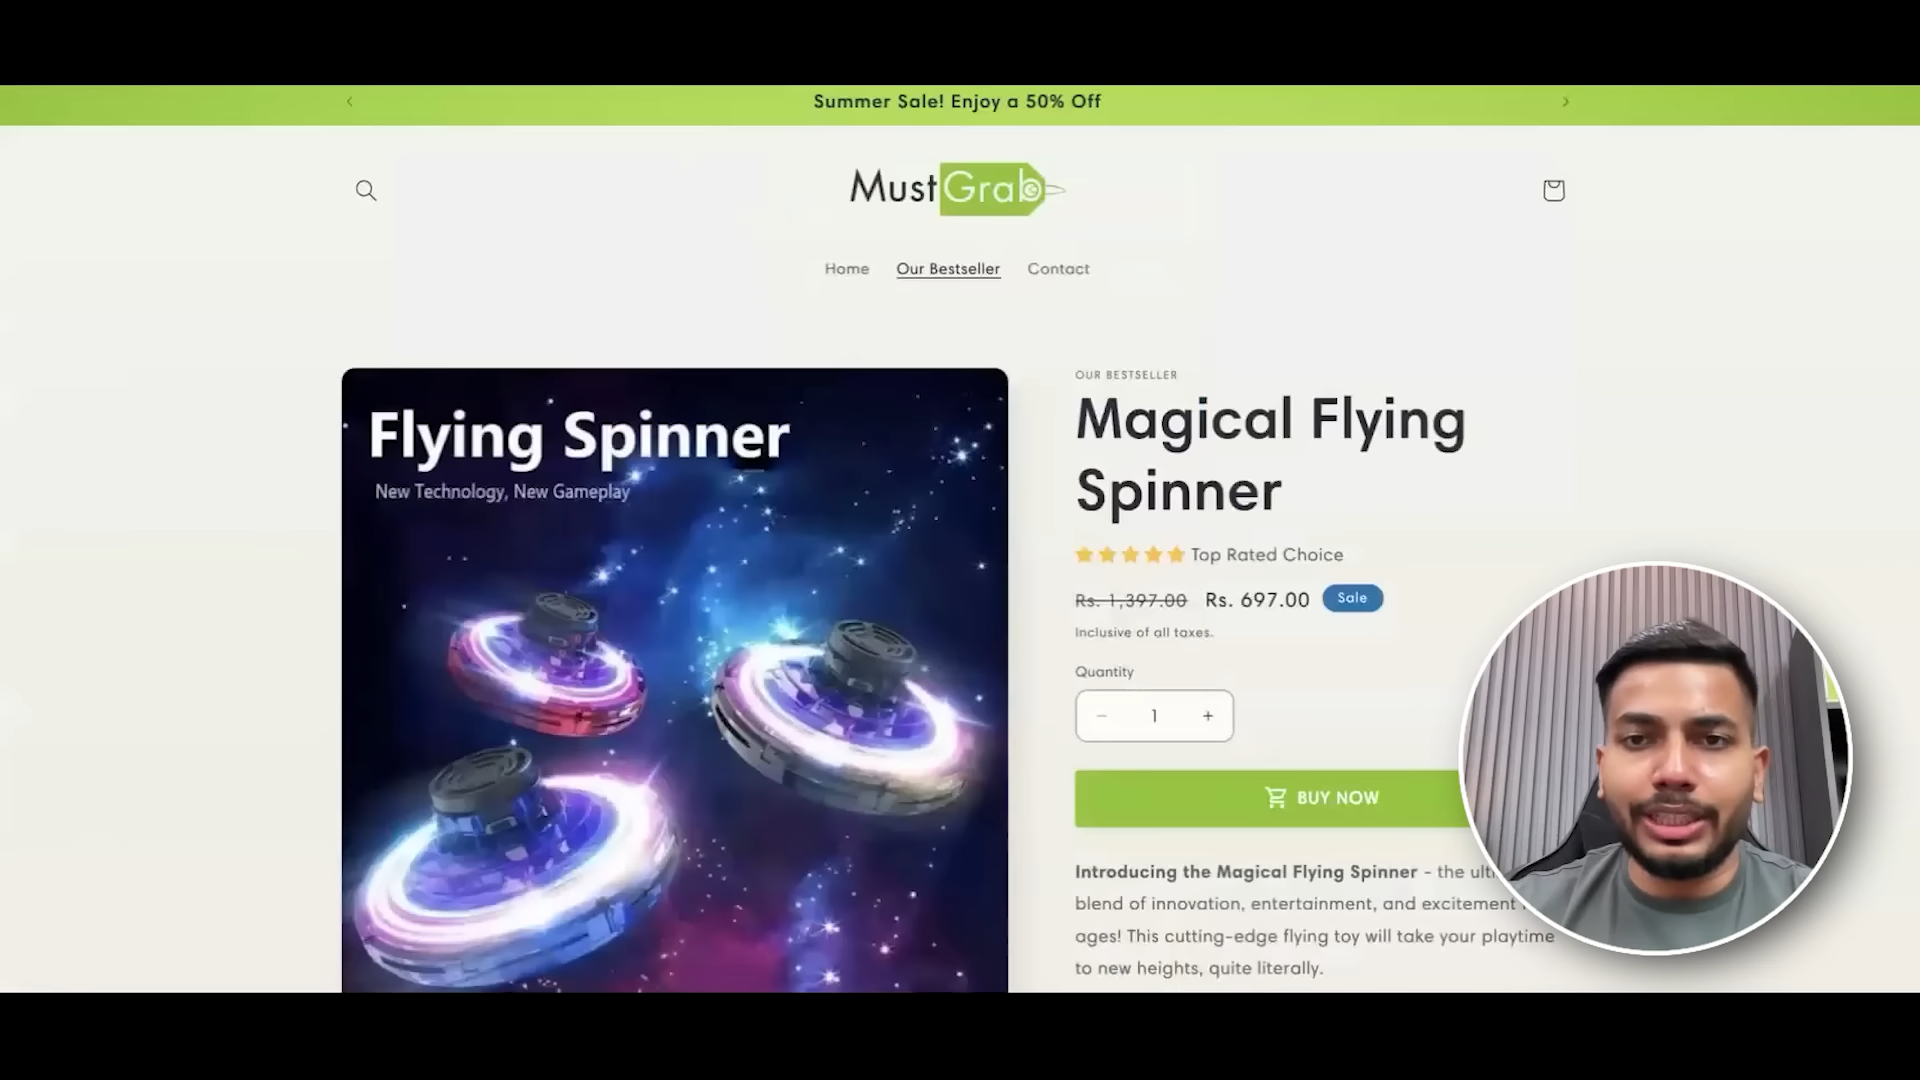 Summer Sale! Enjoy a 50% Off
MustGrab
Home Our Bestseller Contact
Flying Spinner
New Technology, New Gameplay
OUR BESTSELLER
Magical Flying
Spinner
Top Rated Choice
Rs. 1,397.00 Rs. 697.00 Sale
Inclusive of all taxes.
Quantity
− 1 +
BUY NOW
Introducing the Magical Flying Spinner - the
blend of innovation, entertainment, and excitement
ages! This cutting-edge flying toy will take your playtime
to new heights, quite literally.